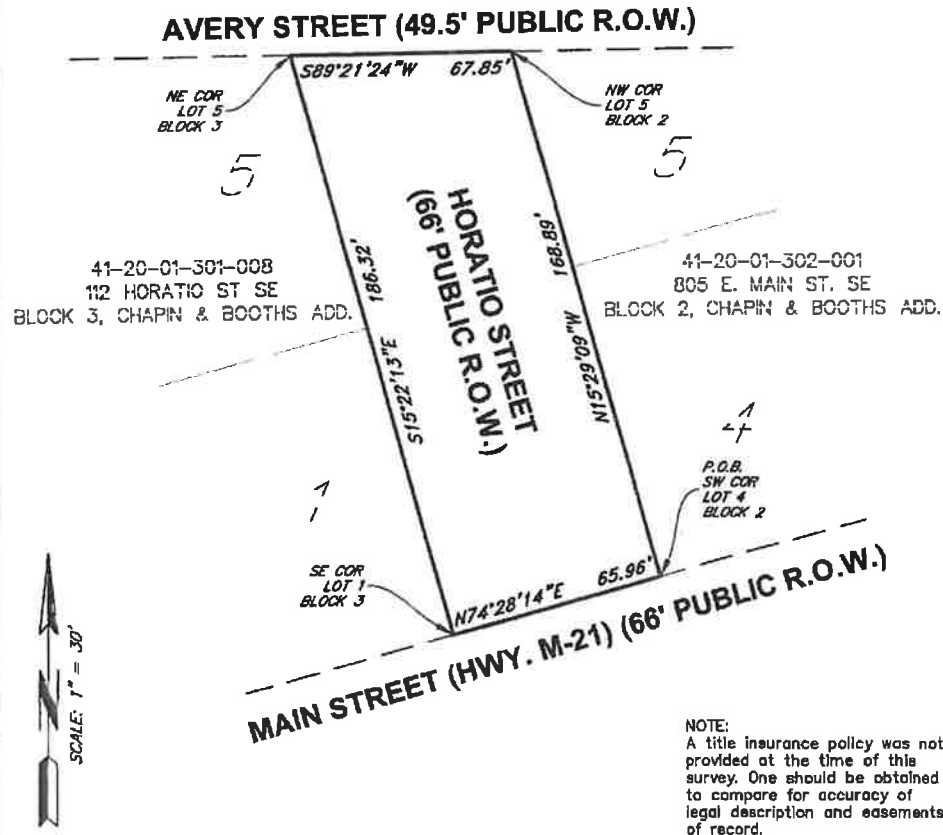 AVERY STREET (49.5' PUBLIC R.O.W.)
S89°21'24"W 67.85'
NE COR
LOT 5
BLOCK 3
NW COR
LOT 5
BLOCK 2
5
5
HORATIO STREET
(66' PUBLIC R.O.W.)
186.32'
168.89'
41-20-01-301-008
112 HORATIO ST SE
BLOCK 3, CHAPIN & BOOTHS ADD.
41-20-01-302-001
805 E. MAIN ST. SE
BLOCK 2, CHAPIN & BOOTHS ADD.
S15°22'13"E
N15°29'09"W
4
P.O.B.
SW COR
LOT 4
BLOCK 2
1
SE COR
LOT 1
BLOCK 3
N74°28'14"E 65.96'
MAIN STREET (HWY. M-21) (66' PUBLIC R.O.W.)
N
SCALE: 1" = 30'
NOTE:
A title insurance policy was not
provided at the time of this
survey. One should be obtained
to compare for accuracy of
legal description and easements
of record.